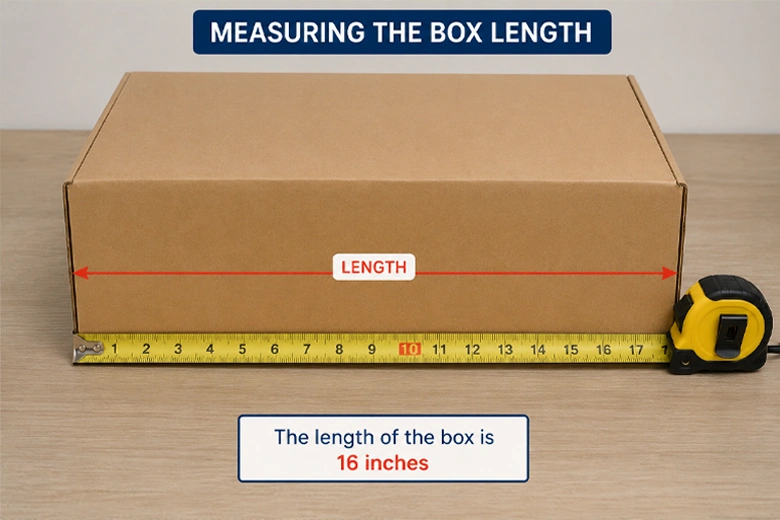 MEASURING THE BOX LENGTH
LENGTH
1 2 3 4 5 6 7 8 9 10 11 12 13 14 15 16 17
The length of the box is
16 inches